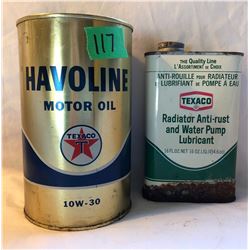 117
HAVOLINE
MOTOR OIL
TEXACO
T
10W-30
THE Quality Line
L'ASSORTIMENT de CHOIX
ANTI-ROUILLE POUR RADIATEUR
ET LUBRIFIANT DE POMPE À EAU
TEXACO
Radiator Anti-rust
and Water Pump
Lubricant